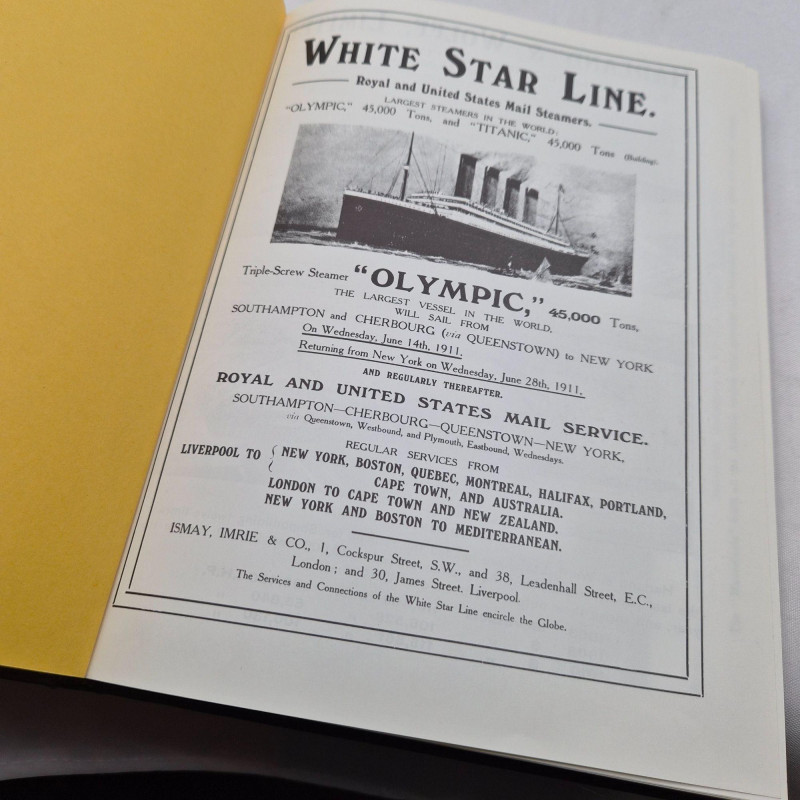 WHITE STAR LINE.
Royal and United States Mail Steamers.
LARGEST STEAMERS IN THE WORLD:
"OLYMPIC," 45,000 Tons, and "TITANIC," 45,000 Tons (Building).
Triple-Screw Steamer "OLYMPIC," 45,000 Tons,
THE LARGEST VESSEL IN THE WORLD,
WILL SAIL FROM
SOUTHAMPTON and CHERBOURG (via QUEENSTOWN) to NEW YORK
On Wednesday, June 14th, 1911.
Returning from New York on Wednesday, June 28th, 1911.
AND REGULARLY THEREAFTER.
ROYAL AND UNITED STATES MAIL SERVICE.
SOUTHAMPTON—CHERBOURG—QUEENSTOWN—NEW YORK,
via Queenstown, Westbound, and Plymouth, Eastbound, Wednesdays.
REGULAR SERVICES FROM
LIVERPOOL TO { NEW YORK, BOSTON, QUEBEC, MONTREAL, HALIFAX, PORTLAND,
CAPE TOWN, AND AUSTRALIA.
LONDON TO CAPE TOWN AND NEW ZEALAND.
NEW YORK AND BOSTON TO MEDITERRANEAN.
ISMAY, IMRIE & CO., 1, Cockspur Street, S.W., and 38, Leadenhall Street, E.C.,
London; and 30, James Street, Liverpool.
The Services and Connections of the White Star Line encircle the Globe.